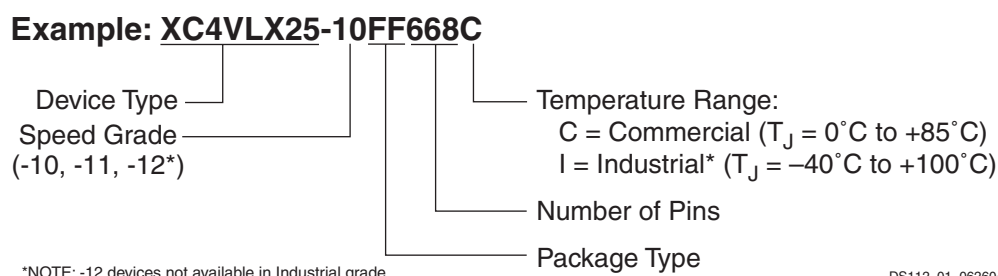 Example: XC4VLX25-10FF668C
Device Type
Speed Grade
(-10, -11, -12*)
Temperature Range:
C = Commercial (TJ = 0˚C to +85˚C)
I = Industrial* (TJ = –40˚C to +100˚C)
Number of Pins
Package Type
*NOTE: -12 devices not available in Industrial grade